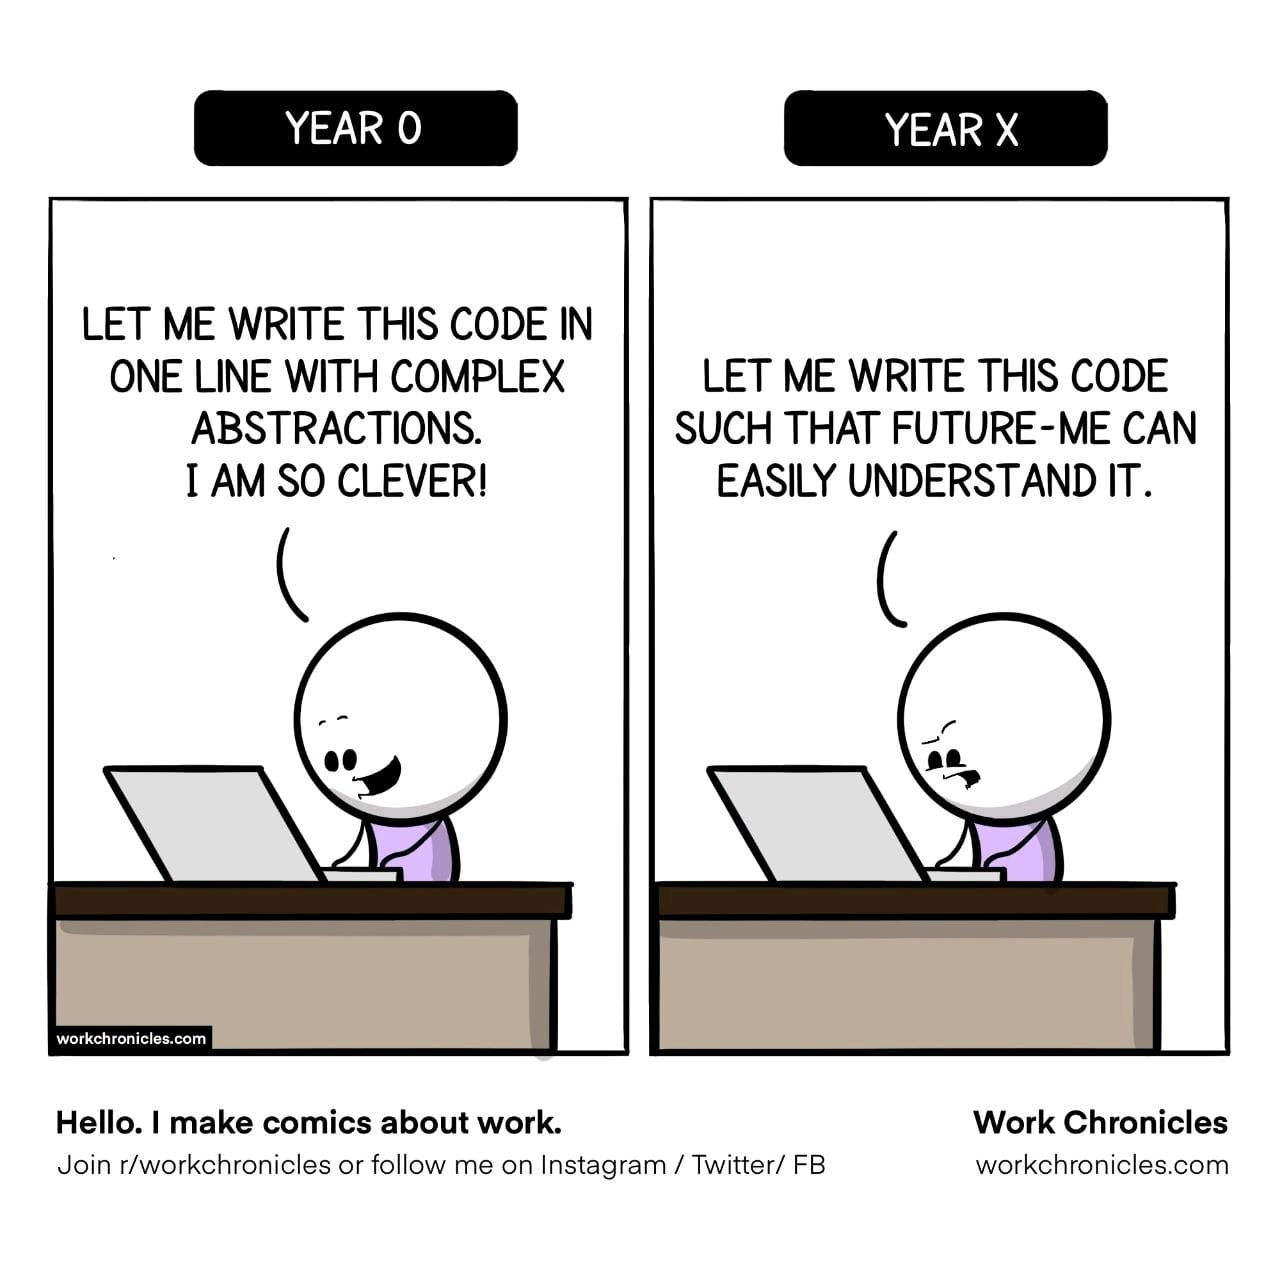 YEAR 0
LET ME WRITE THIS CODE IN
ONE LINE WITH COMPLEX
ABSTRACTIONS.
I AM SO CLEVER!
workchronicles.com
YEAR X
LET ME WRITE THIS CODE
SUCH THAT FUTURE-ME CAN
EASILY UNDERSTAND IT.
Hello. I make comics about work.
Join r/workchronicles or follow me on Instagram / Twitter/ FB
Work Chronicles
workchronicles.com